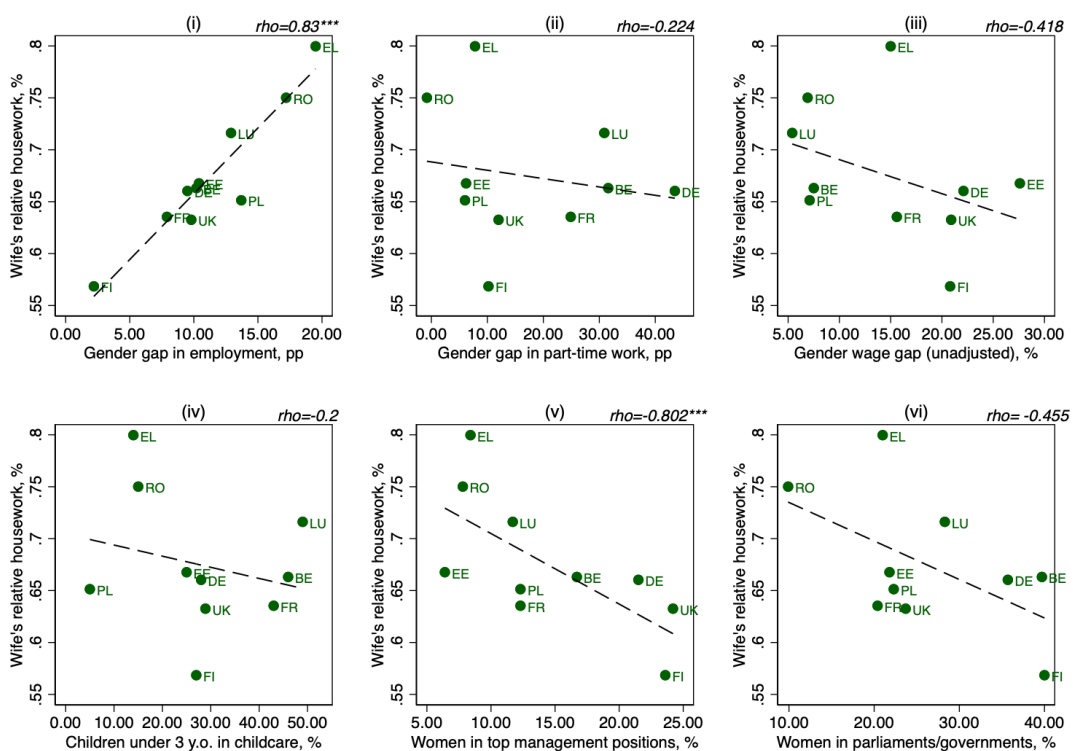 (i) rho=0.83***
Wife's relative housework, %
.8
.75
.7
.65
.6
.55
EL
RO
LU
EE
BE
DE
PL
FR
UK
FI
0.00 5.00 10.00 15.00 20.00
Gender gap in employment, pp
(ii) rho=-0.224
Wife's relative housework, %
.8
.75
.7
.65
.6
.55
EL
RO
LU
EE
BE
DE
PL
FR
UK
FI
0.00 10.00 20.00 30.00 40.00
Gender gap in part-time work, pp
(iii) rho=-0.418
Wife's relative housework, %
.8
.75
.7
.65
.6
.55
EL
RO
LU
EE
BE
DE
PL
FR
UK
FI
5.00 10.00 15.00 20.00 25.00 30.00
Gender wage gap (unadjusted), %
(iv) rho=-0.2
Wife's relative housework, %
.8
.75
.7
.65
.6
.55
EL
RO
LU
EE
DE
BE
PL
FR
UK
FI
0.00 10.00 20.00 30.00 40.00 50.00
Children under 3 y.o. in childcare, %
(v) rho=-0.802***
Wife's relative housework, %
.8
.75
.7
.65
.6
.55
EL
RO
LU
EE
BE
DE
PL
FR
UK
FI
5.00 10.00 15.00 20.00 25.00
Women in top management positions, %
(vi) rho= -0.455
Wife's relative housework, %
.8
.75
.7
.65
.6
.55
EL
RO
LU
EE
DE
BE
PL
FR
UK
FI
10.00 20.00 30.00 40.00
Women in parliaments/governments, %